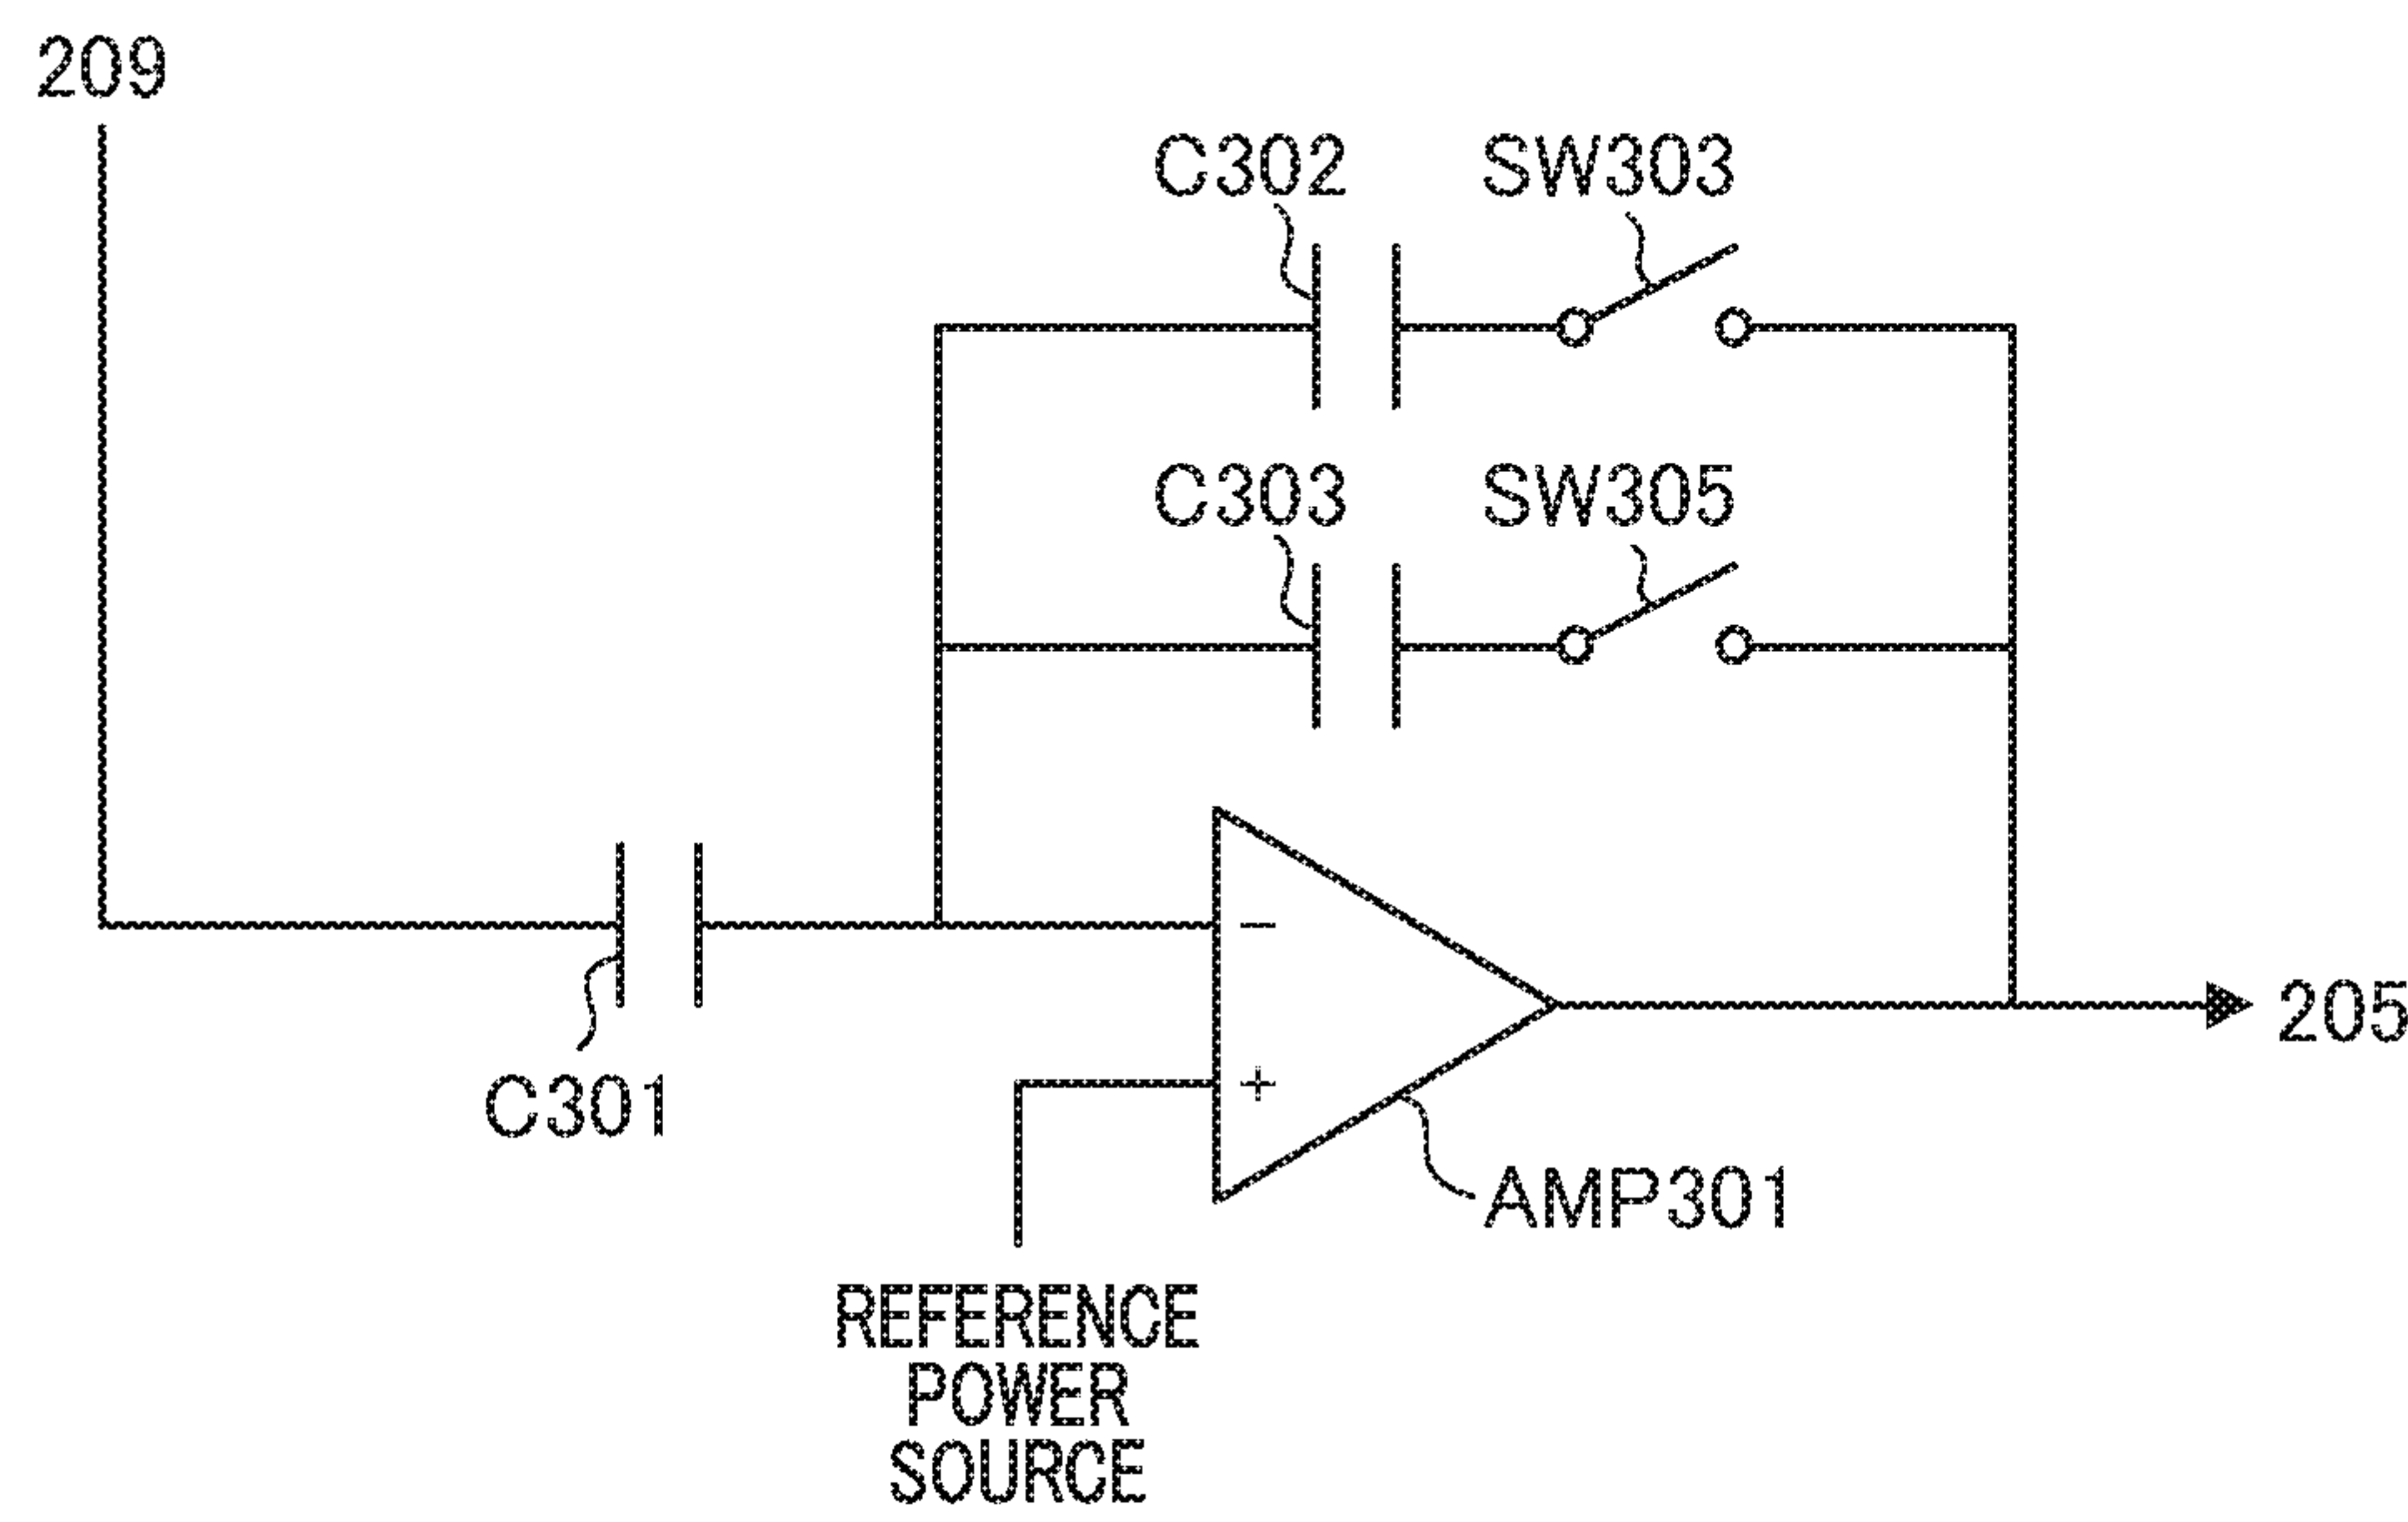 209
C302
SW303
C303
SW305
−
+
C301
205
AMP301
REFERENCE
POWER
SOURCE